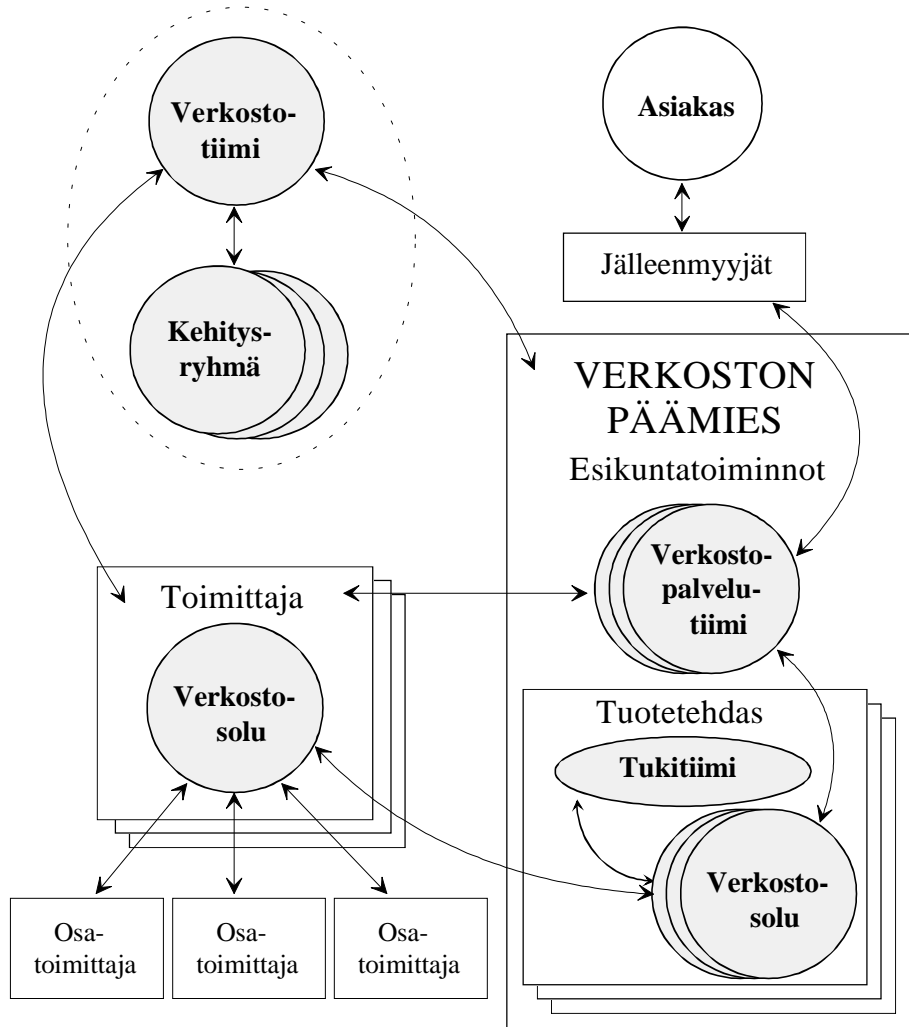 Verkosto-
tiimi
Asiakas
Jälleenmyyjät
Kehitys-
ryhmä
VERKOSTON
PÄÄMIES
Esikuntatoiminnot
Verkosto-
palvelu-
tiimi
Toimittaja
Verkosto-
solu
Tuotetehdas
Tukitiimi
Verkosto-
solu
Osa-
toimittaja
Osa-
toimittaja
Osa-
toimittaja